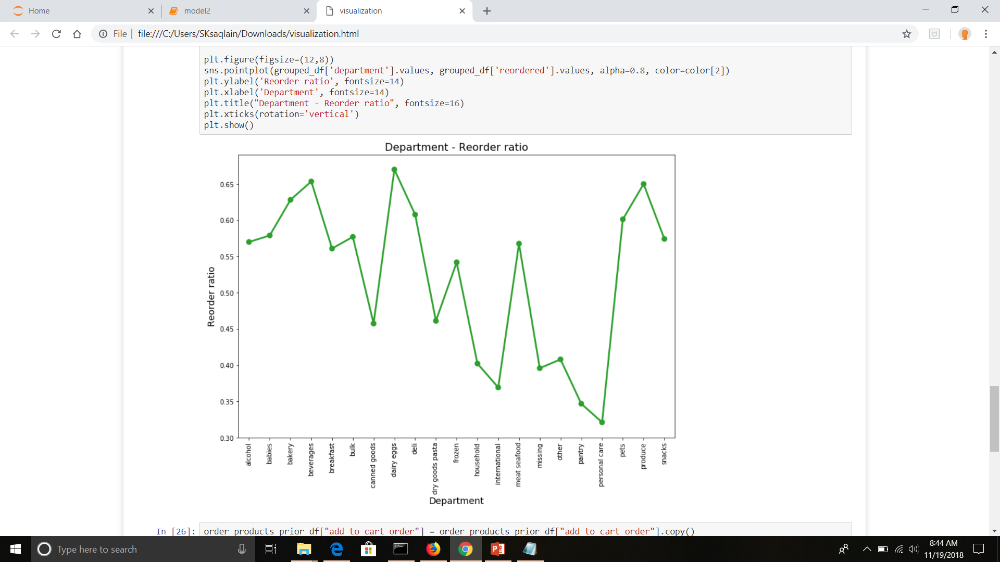 Home
model2
visualization
File
file:///C:/Users/SKsaqlain/Downloads/visualization.html
plt.figure(figsize=(12,8))
sns.pointplot(grouped_df['department'].values, grouped_df['reordered'].values, alpha=0.8, color=color[2])
plt.ylabel('Reorder ratio', fontsize=14)
plt.xlabel('Department', fontsize=14)
plt.title("Department - Reorder ratio", fontsize=16)
plt.xticks(rotation='vertical')
plt.show()
Department - Reorder ratio
0.65
0.60
0.55
0.50
0.45
0.40
0.35
0.30
Reorder ratio
alcohol
babies
bakery
beverages
breakfast
bulk
canned goods
dairy eggs
deli
dry goods pasta
frozen
household
international
meat seafood
missing
other
pantry
personal care
pets
produce
snacks
Department
In [26]:
order_products_prior_df["add_to_cart_order"] = order_products_prior_df["add_to_cart_order"].copy()
Type here to search
8:44 AM
11/19/2018